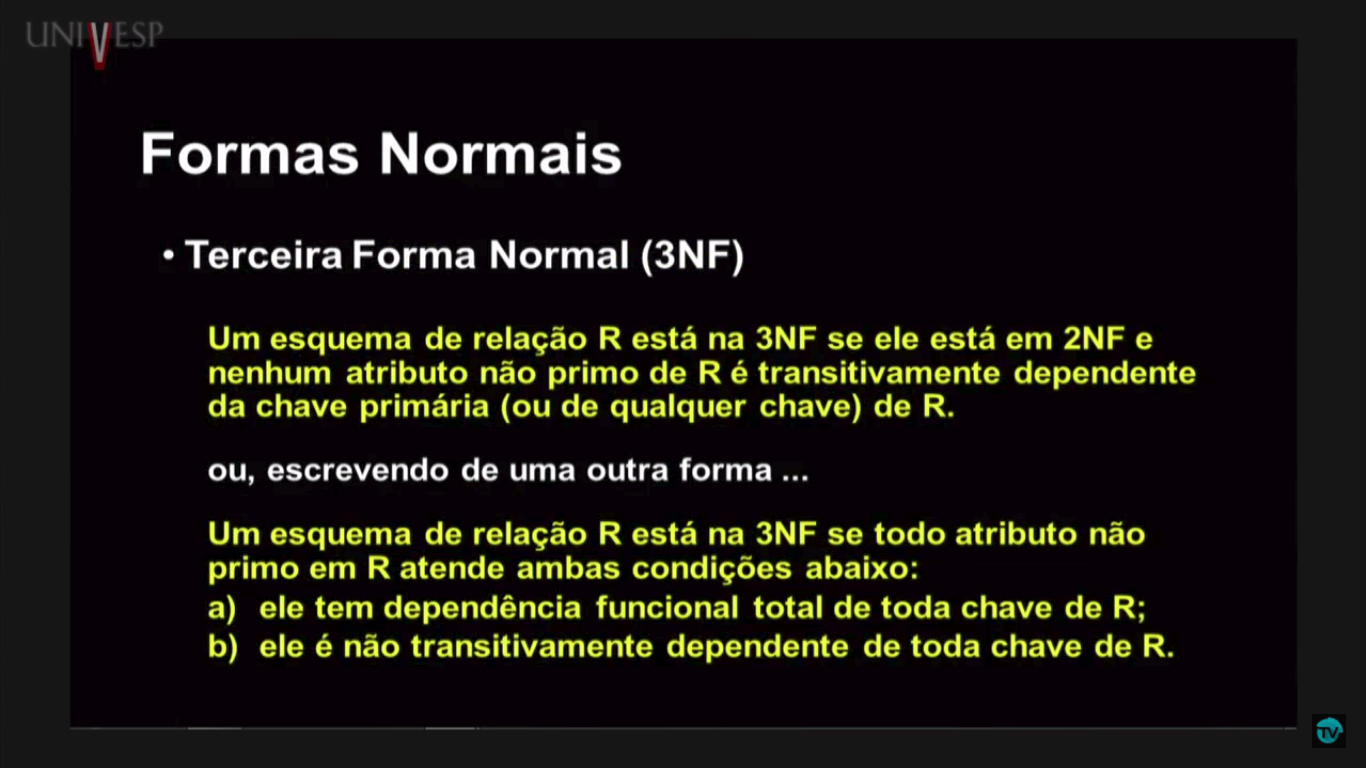 UNIVESP
Formas Normais
• Terceira Forma Normal (3NF)
Um esquema de relação R está na 3NF se ele está em 2NF e
nenhum atributo não primo de R é transitivamente dependente
da chave primária (ou de qualquer chave) de R.
ou, escrevendo de uma outra forma ...
Um esquema de relação R está na 3NF se todo atributo não
primo em R atende ambas condições abaixo:
a) ele tem dependência funcional total de toda chave de R;
b) ele é não transitivamente dependente de toda chave de R.
TV